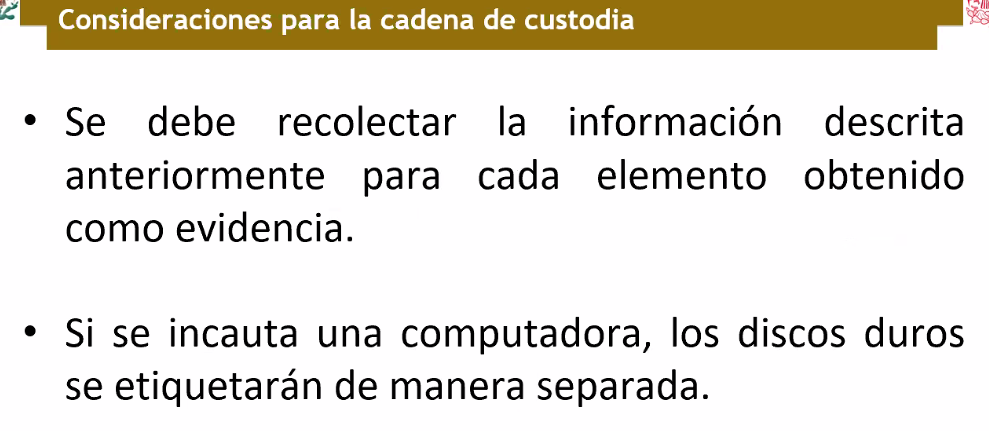 Consideraciones para la cadena de custodia
• Se debe recolectar la información descrita
anteriormente para cada elemento obtenido
como evidencia.
• Si se incauta una computadora, los discos duros
se etiquetarán de manera separada.